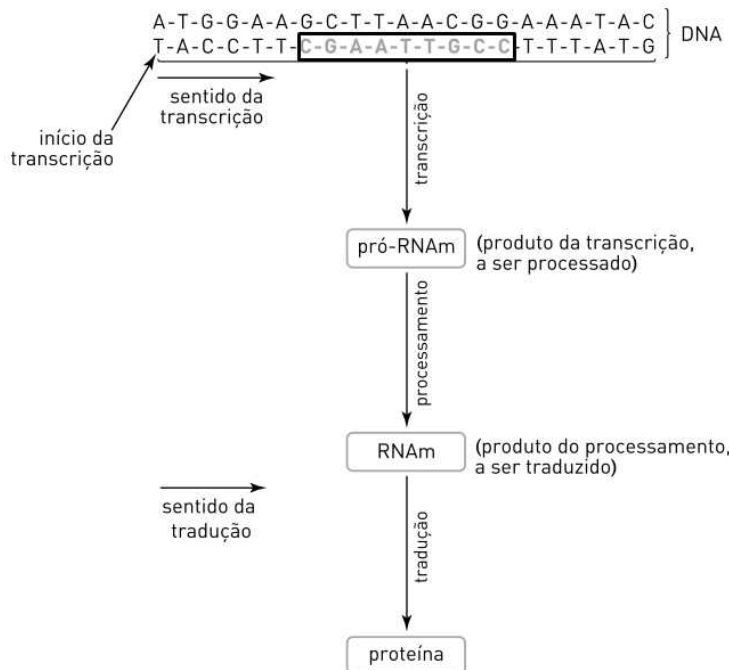 A-T-G-G-A-A-G-C-T-T-A-A-C-G-G-A-A-A-T-A-C
T-A-C-C-T-T-C-G-A-A-T-T-G-C-C-T-T-T-A-T-G
DNA
sentido da
transcrição
início da
transcrição
transcrição
pró-RNAm
(produto da transcrição,
a ser processado)
processamento
RNAm
(produto do processamento,
a ser traduzido)
sentido da
tradução
tradução
proteína